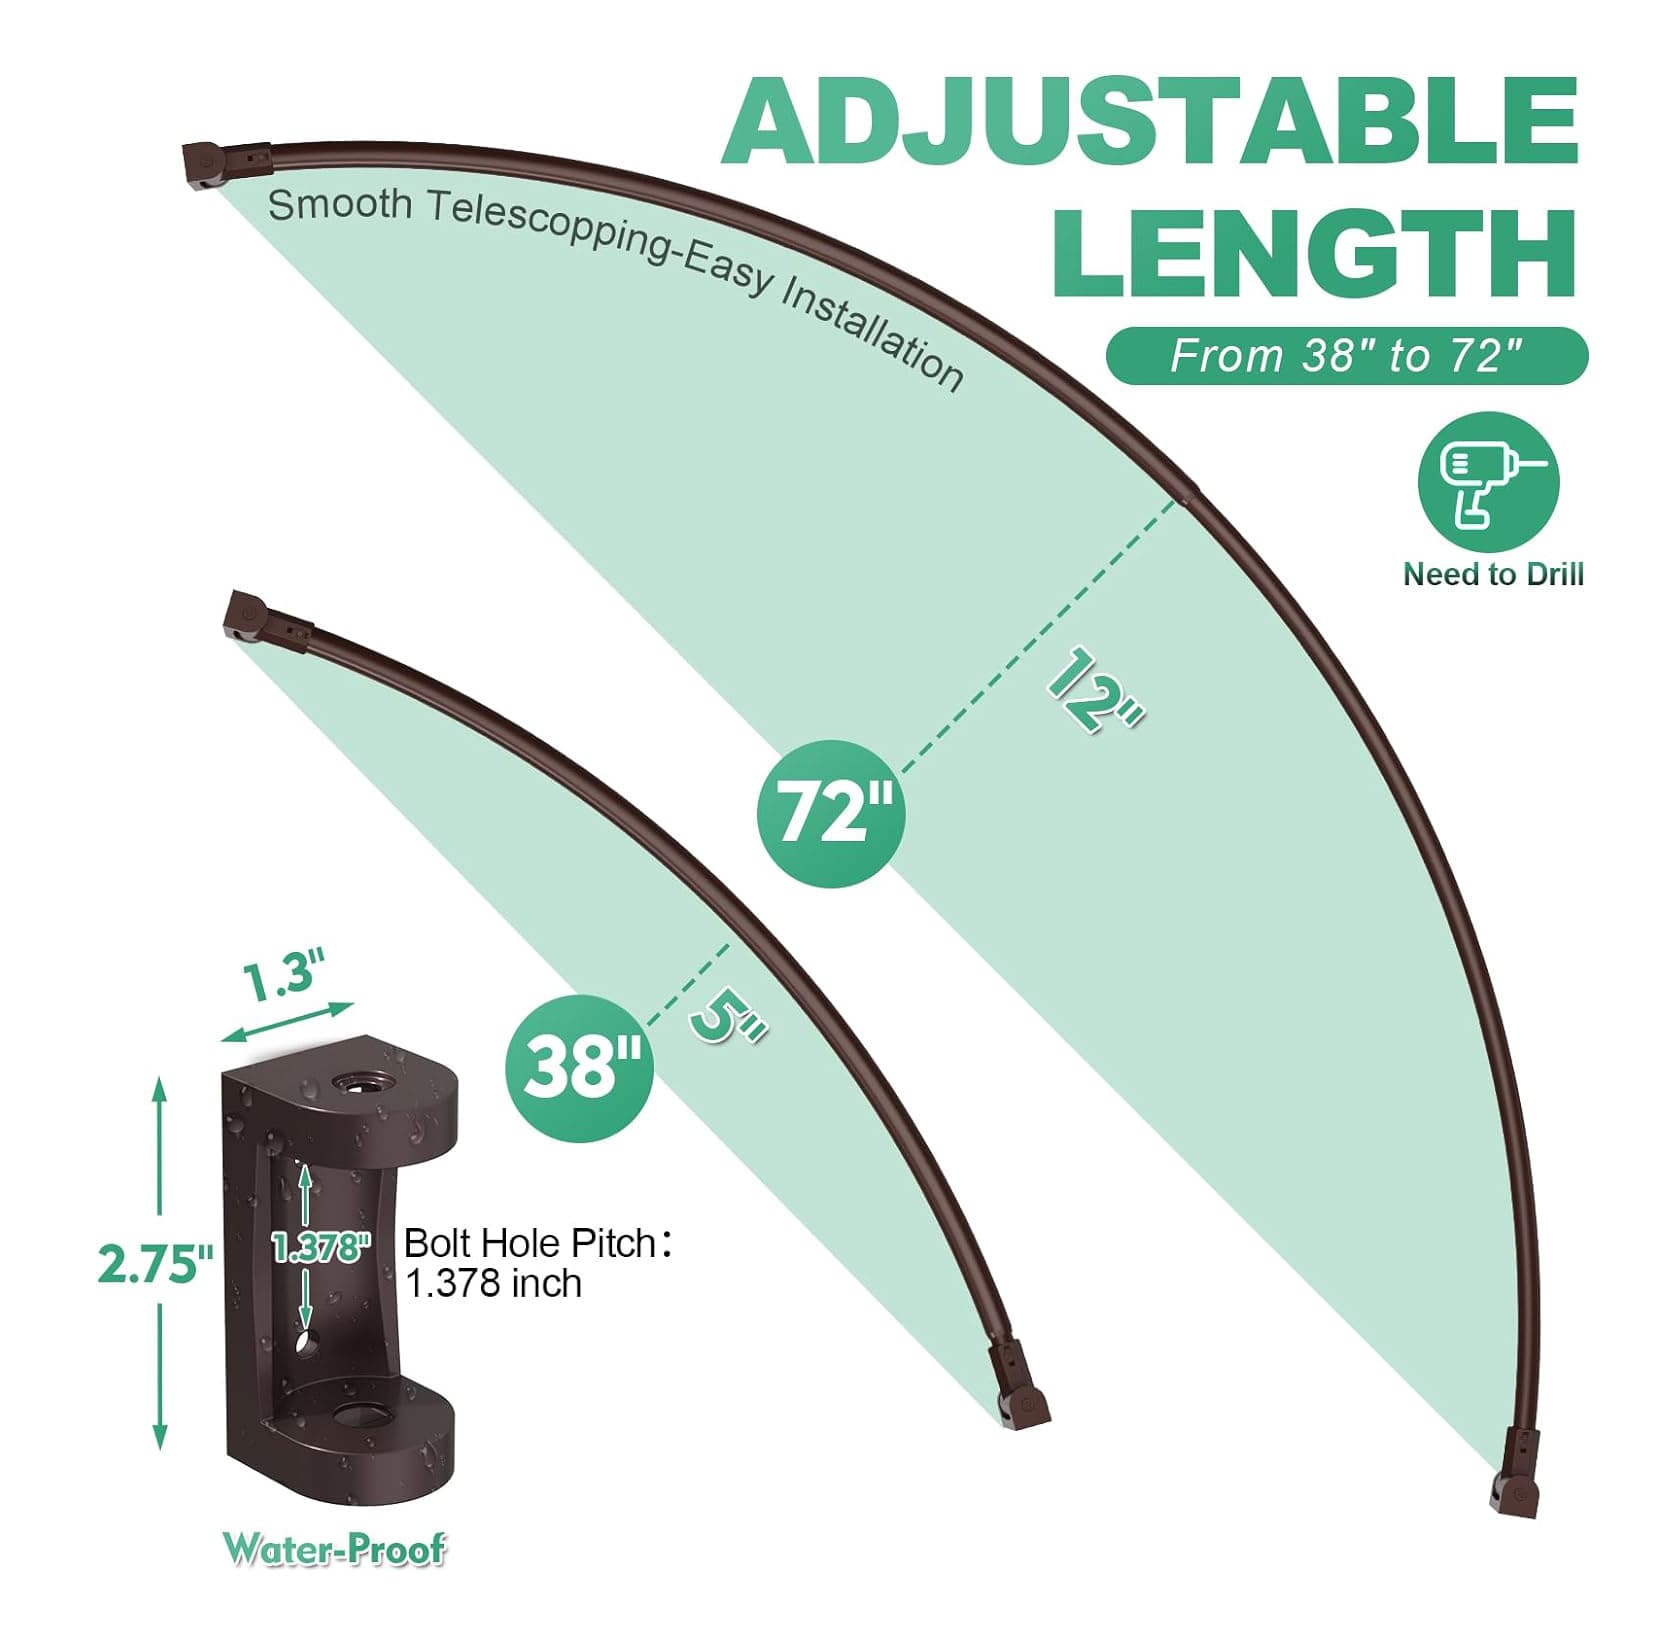 ADJUSTABLE
LENGTH
From 38" to 72"
Smooth Telescopping-Easy Installation
Need to Drill
12"
72"
5"
38"
1.3"
2.75"
1.378"
Bolt Hole Pitch:
1.378 inch
Water-Proof